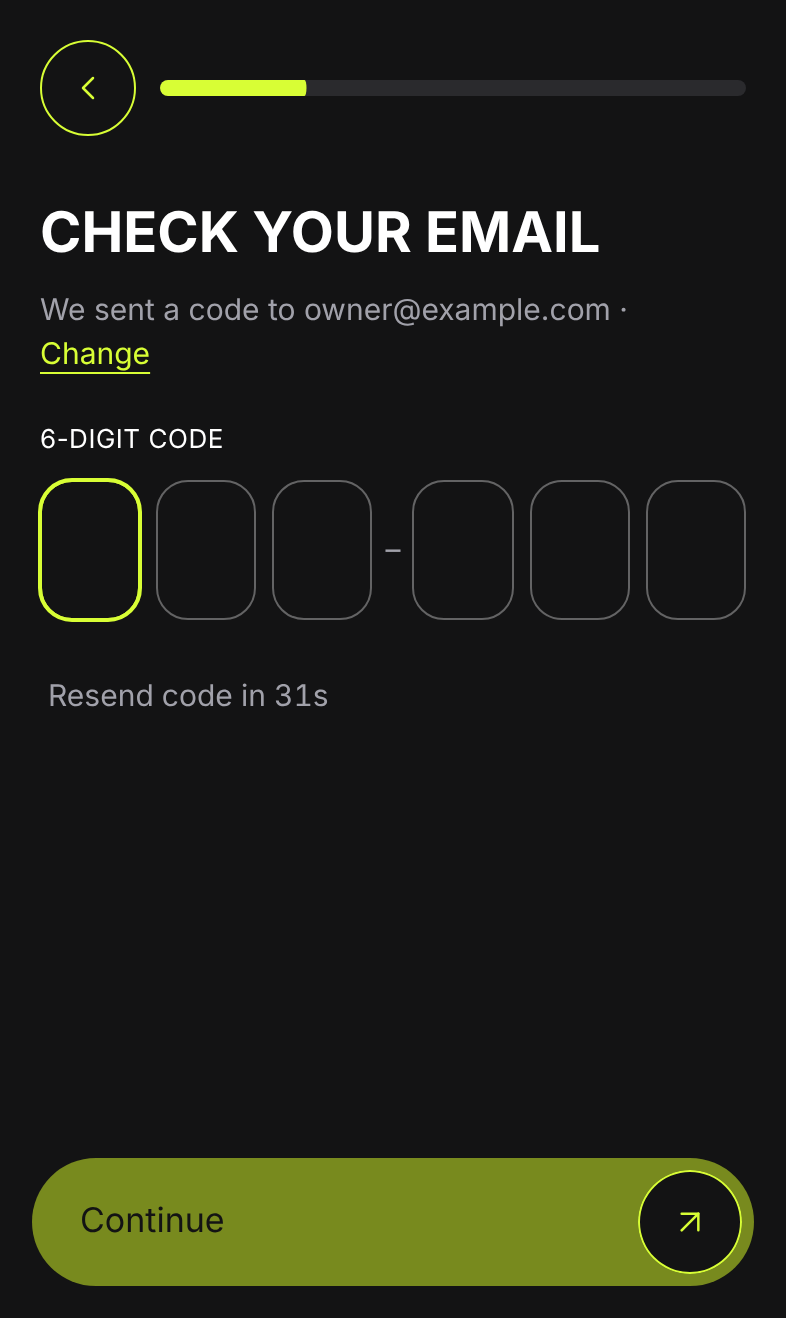 CHECK YOUR EMAIL
We sent a code to owner@example.com ·
Change
6-DIGIT CODE
–
Resend code in 31s
Continue